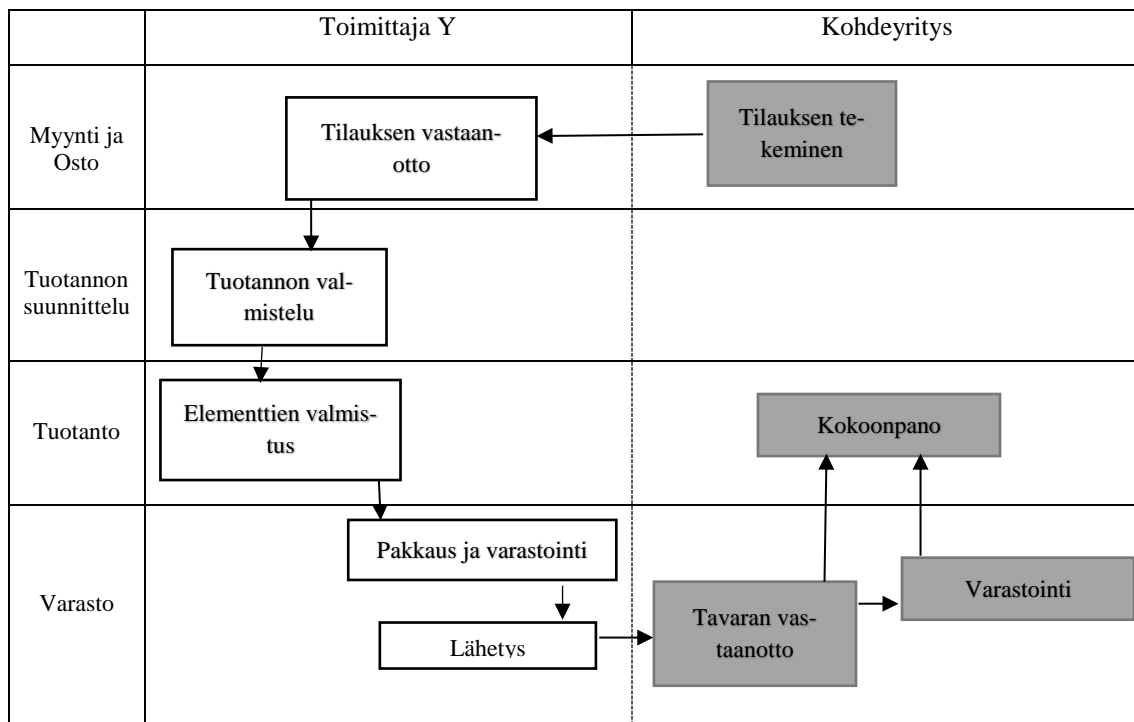 Toimittaja Y
Kohdeyritys
Myynti ja
Osto
Tilauksen vastaan-
otto
Tilauksen te-
keminen
Tuotannon
suunnittelu
Tuotannon val-
mistelu
Tuotanto
Elementtien valmis-
tus
Kokoonpano
Varasto
Pakkaus ja varastointi
Lähetys
Tavaran vas-
taanotto
Varastointi